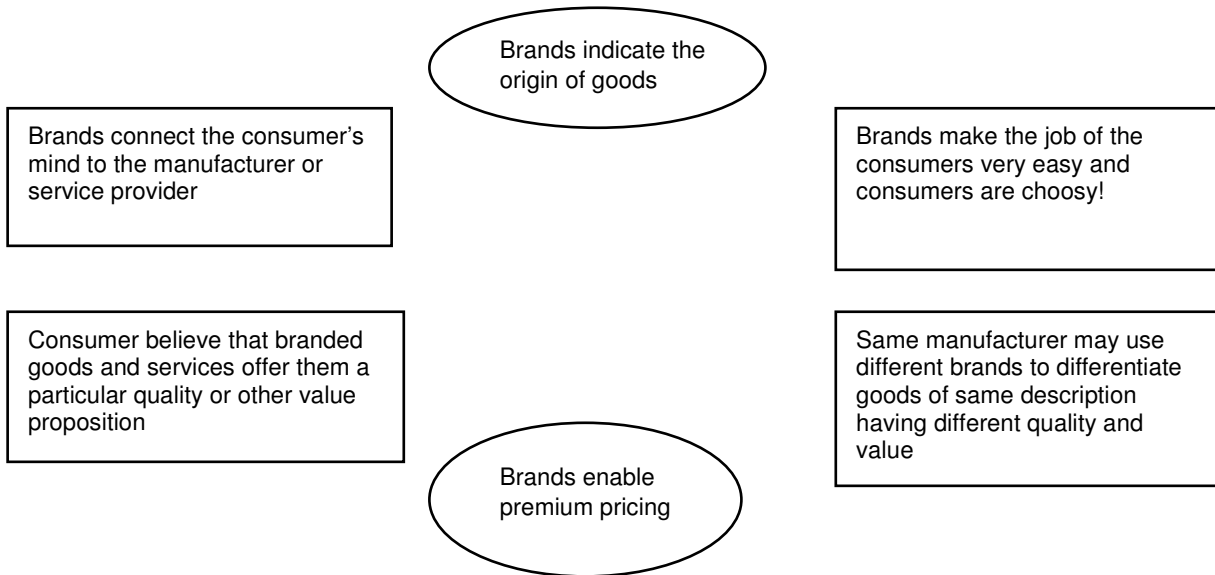 Brands indicate the
origin of goods
Brands connect the consumer's
mind to the manufacturer or
service provider
Brands make the job of the
consumers very easy and
consumers are choosy!
Consumer believe that branded
goods and services offer them a
particular quality or other value
proposition
Same manufacturer may use
different brands to differentiate
goods of same description
having different quality and
value
Brands enable
premium pricing